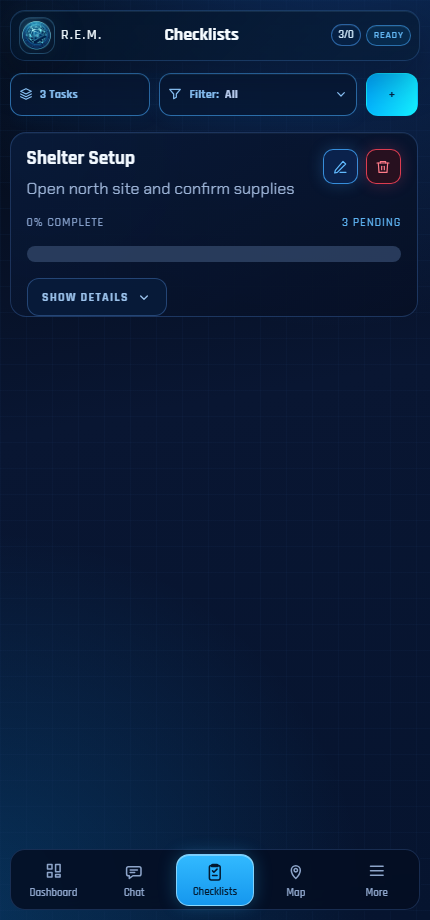 R.E.M.
Checklists
3/0
READY
3 Tasks
Filter: All
+
Shelter Setup
Open north site and confirm supplies
0% COMPLETE
3 PENDING
SHOW DETAILS
Dashboard
Chat
Checklists
Map
More